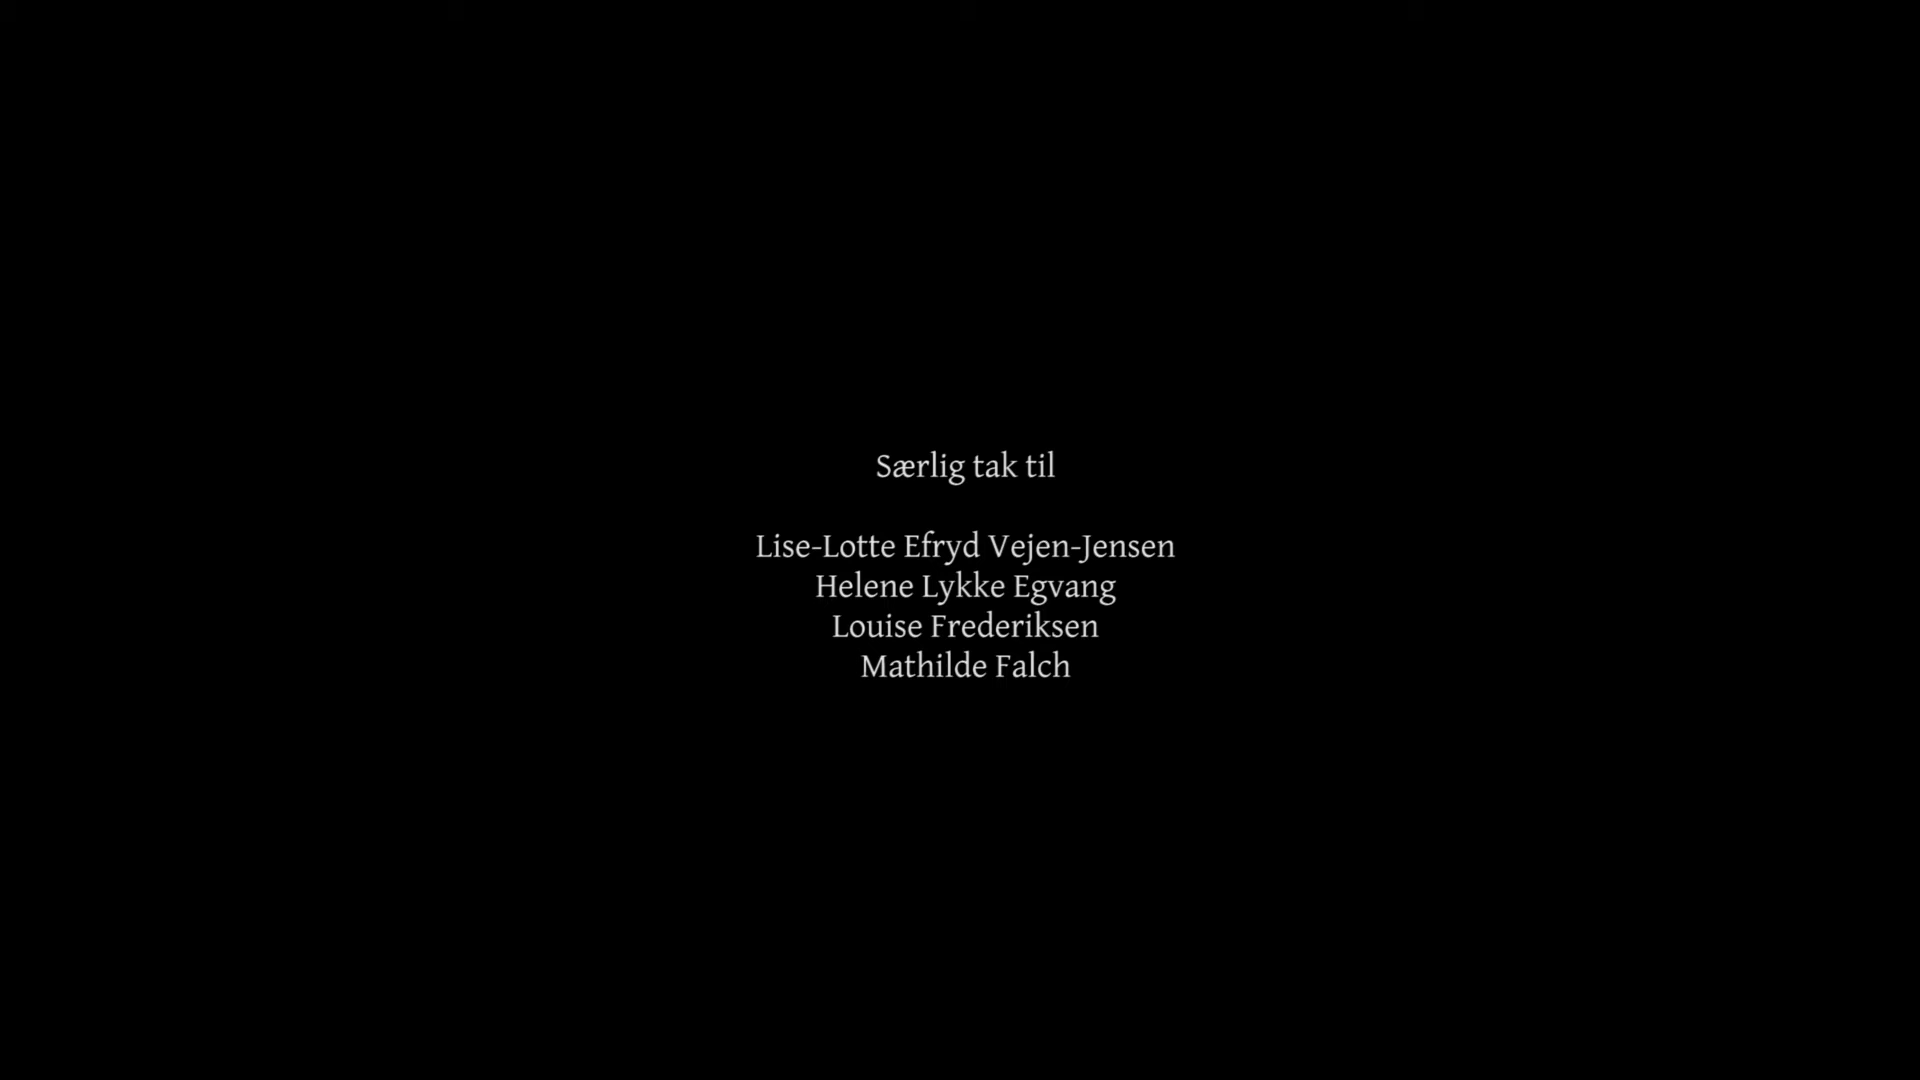 Særlig tak til
Lise-Lotte Efryd Vejen-Jensen
Helene Lykke Egvang
Louise Frederiksen
Mathilde Falch